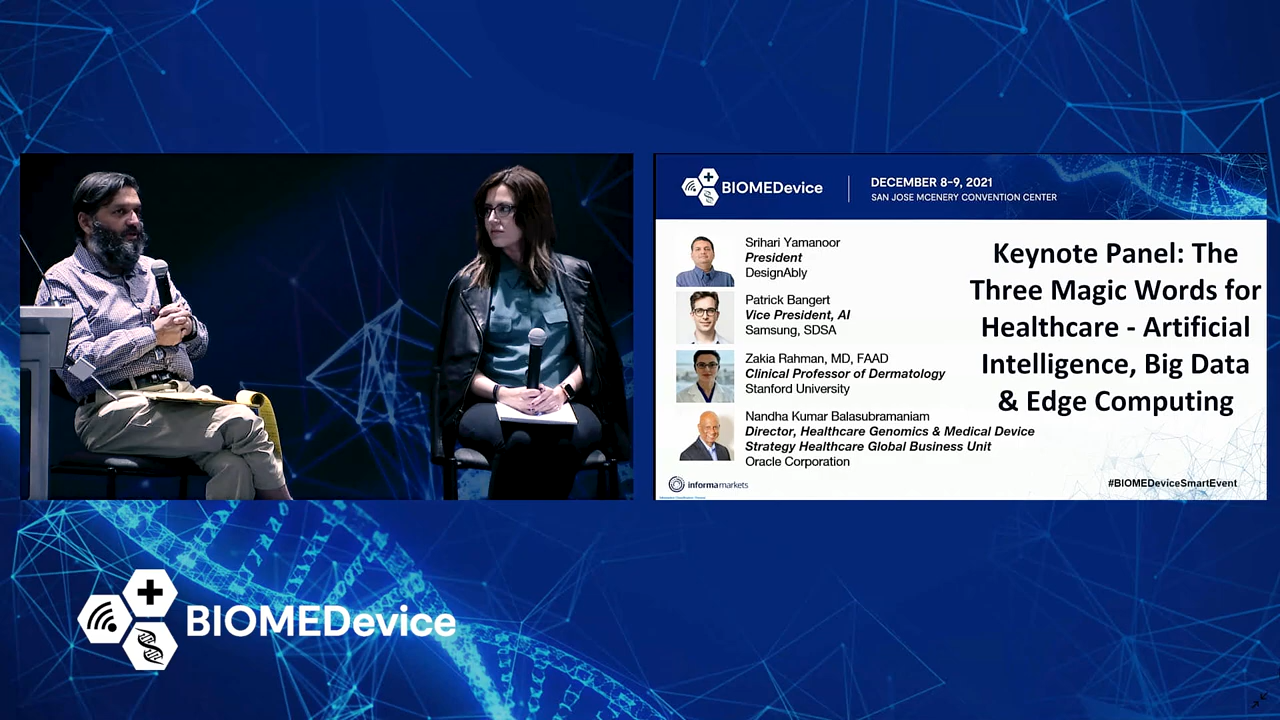 BIOMEDevice
DECEMBER 8-9, 2021
SAN JOSE MCENERY CONVENTION CENTER
Srihari Yamanoor
President
DesignAbly
Patrick Bangert
Vice President, AI
Samsung, SDSA
Zakia Rahman, MD, FAAD
Clinical Professor of Dermatology
Stanford University
Nandha Kumar Balasubramaniam
Director, Healthcare Genomics & Medical Device
Strategy Healthcare Global Business Unit
Oracle Corporation
Keynote Panel: The
Three Magic Words for
Healthcare - Artificial
Intelligence, Big Data
& Edge Computing
informamarkets
#BIOMEDeviceSmartEvent
BIOMEDevice